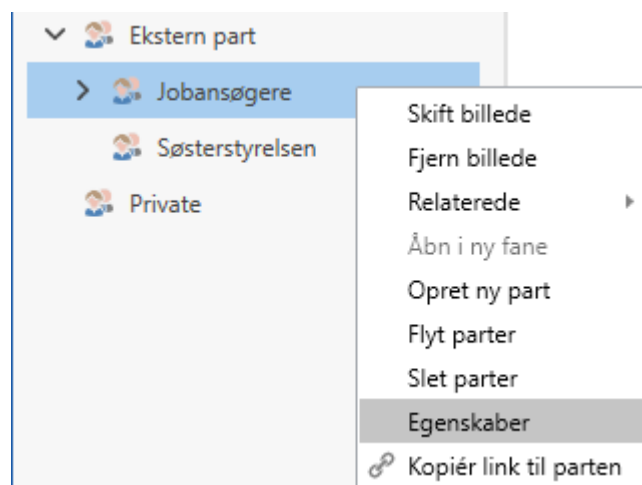 Ekstern part
Jobansøgere
Søsterstyrelsen
Private
Skift billede
Fjern billede
Relaterede
Åbn i ny fane
Opret ny part
Flyt parter
Slet parter
Egenskaber
Kopiér link til parten